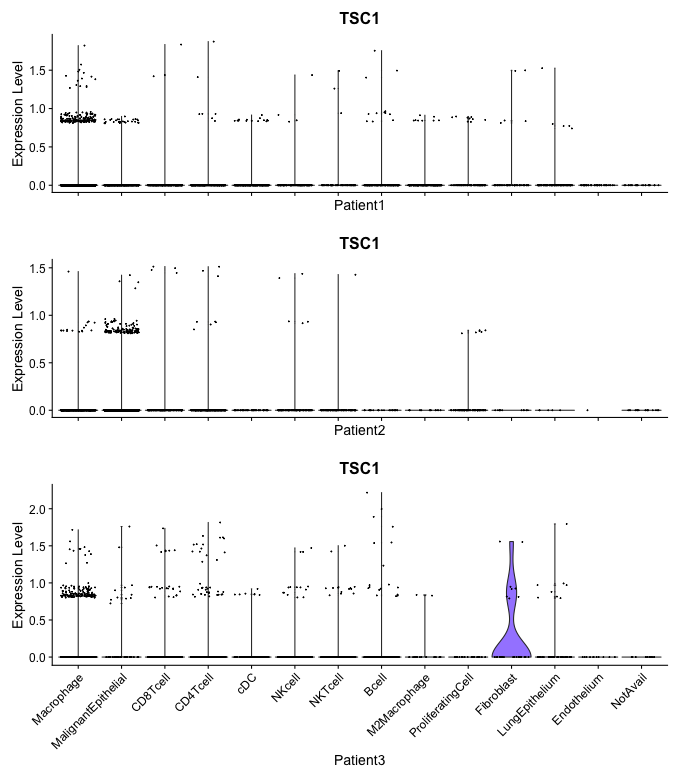 TSC1
Expression Level
1.5
1.0
0.5
0.0
Patient1
TSC1
Expression Level
1.5
1.0
0.5
0.0
Patient2
TSC1
Expression Level
2.0
1.5
1.0
0.5
0.0
Macrophage
MalignantEpithelial
CD8Tcell
CD4Tcell
cDC
NKcell
NKTcell
Bcell
M2Macrophage
ProliferatingCell
Fibroblast
LungEpithelium
Endothelium
NotAvail
Patient3